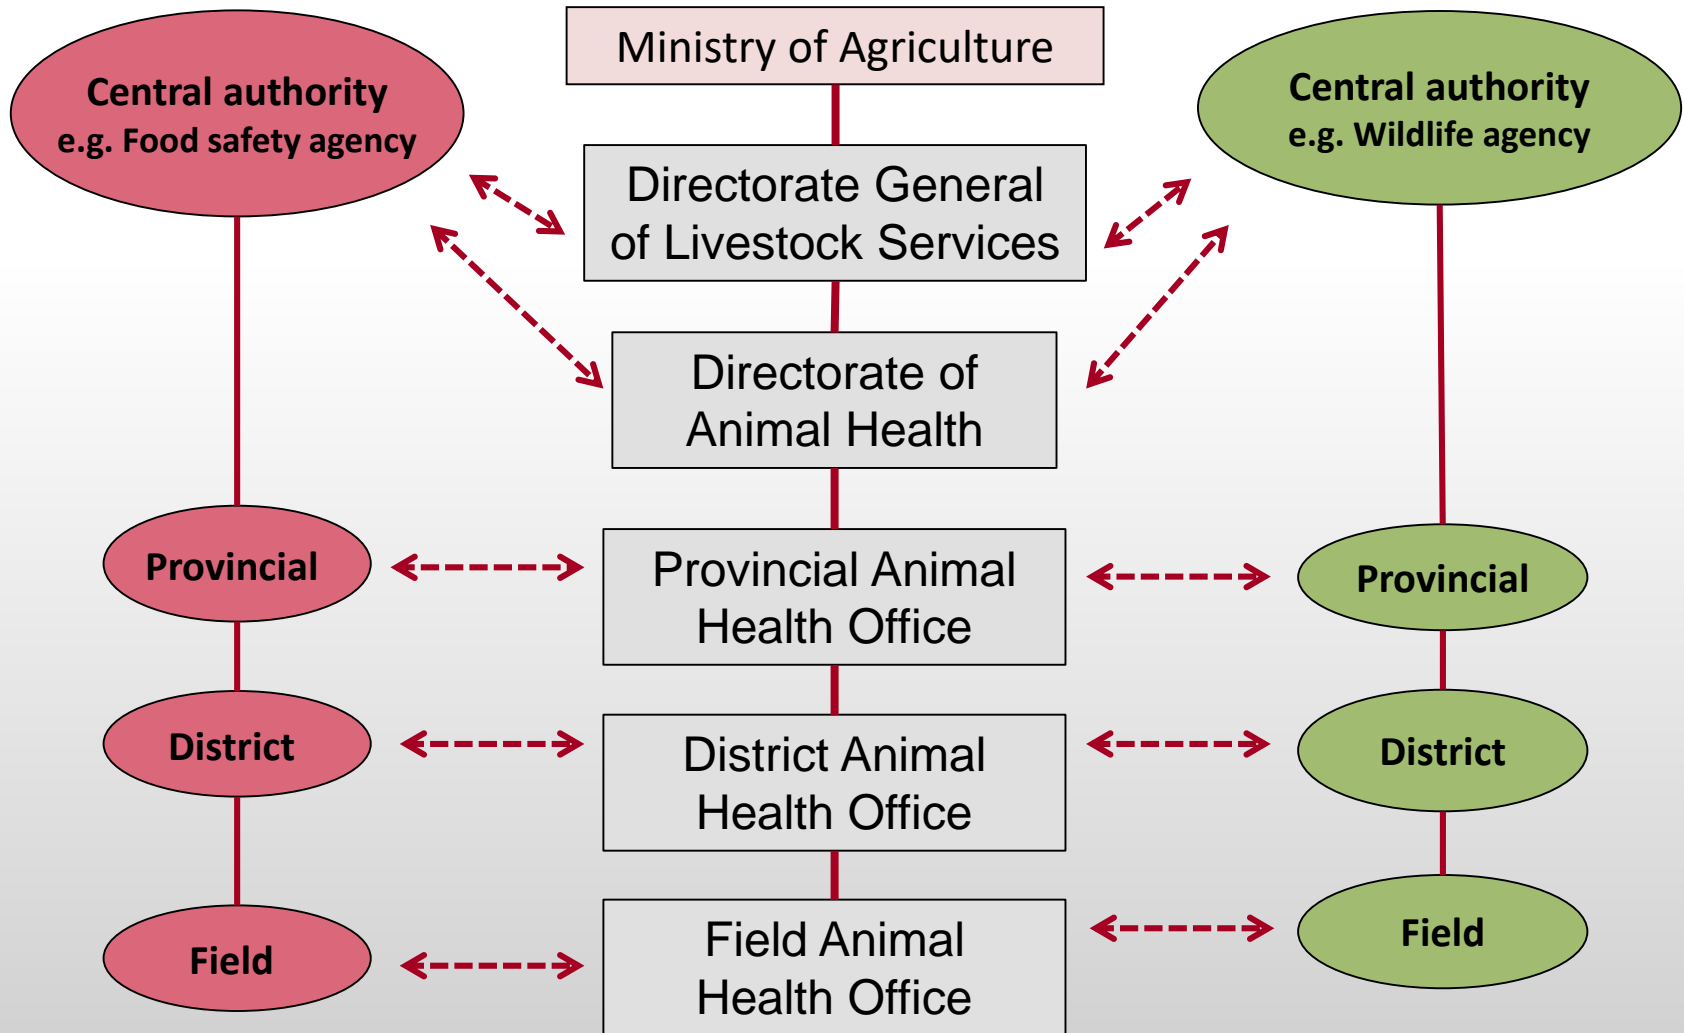 Ministry of Agriculture
Central authority
e.g. Food safety agency
Central authority
e.g. Wildlife agency
Directorate General
of Livestock Services
Directorate of
Animal Health
Provincial
Provincial Animal
Health Office
Provincial
District
District Animal
Health Office
District
Field
Field Animal
Health Office
Field